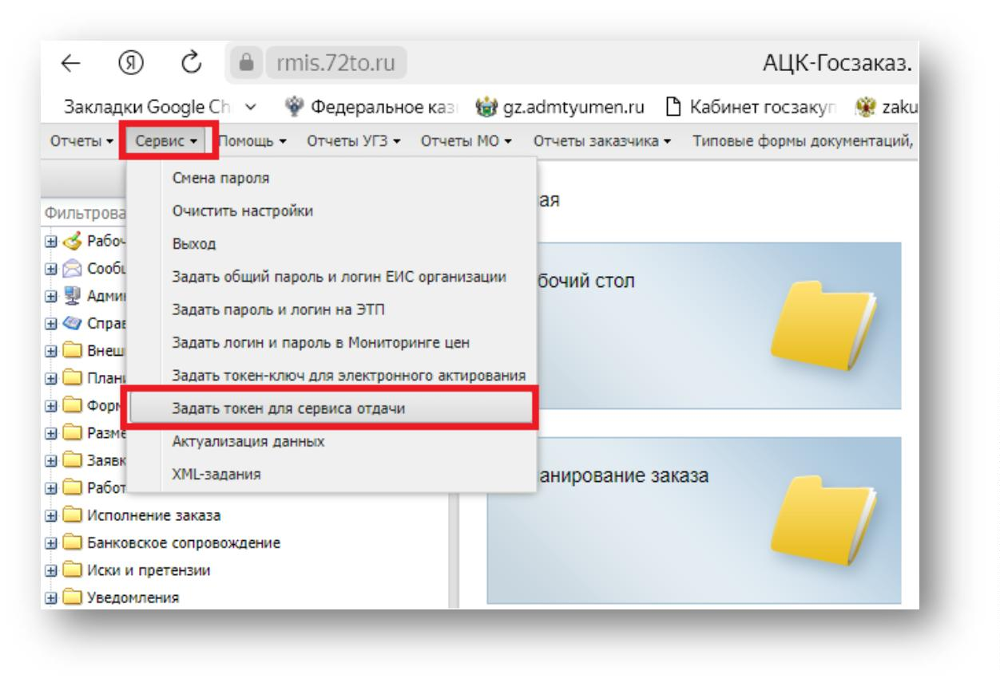 rmis.72to.ru АЦК-Госзаказ.
Закладки Google Ch Федеральное каз gz.admtyumen.ru Кабинет госзакуп zaku
Отчеты Сервис Помощь Отчеты УГЗ Отчеты МО Отчеты заказчика Типовые формы документаций,
Смена пароля
Очистить настройки
Выход
Задать общий пароль и логин ЕИС организации
Задать пароль и логин на ЭТП
Задать логин и пароль в Мониторинге цен
Задать токен-ключ для электронного актирования
Задать токен для сервиса отдачи
Актуализация данных
XML-задания
Фильтрова
Рабоч
Сооб
Админ
Справ
Внеш
План
Форм
Разме
Заявк
Работ
Исполнение заказа
Банковское сопровождение
Иски и претензии
Уведомления
ая
бочий стол
анирование заказа